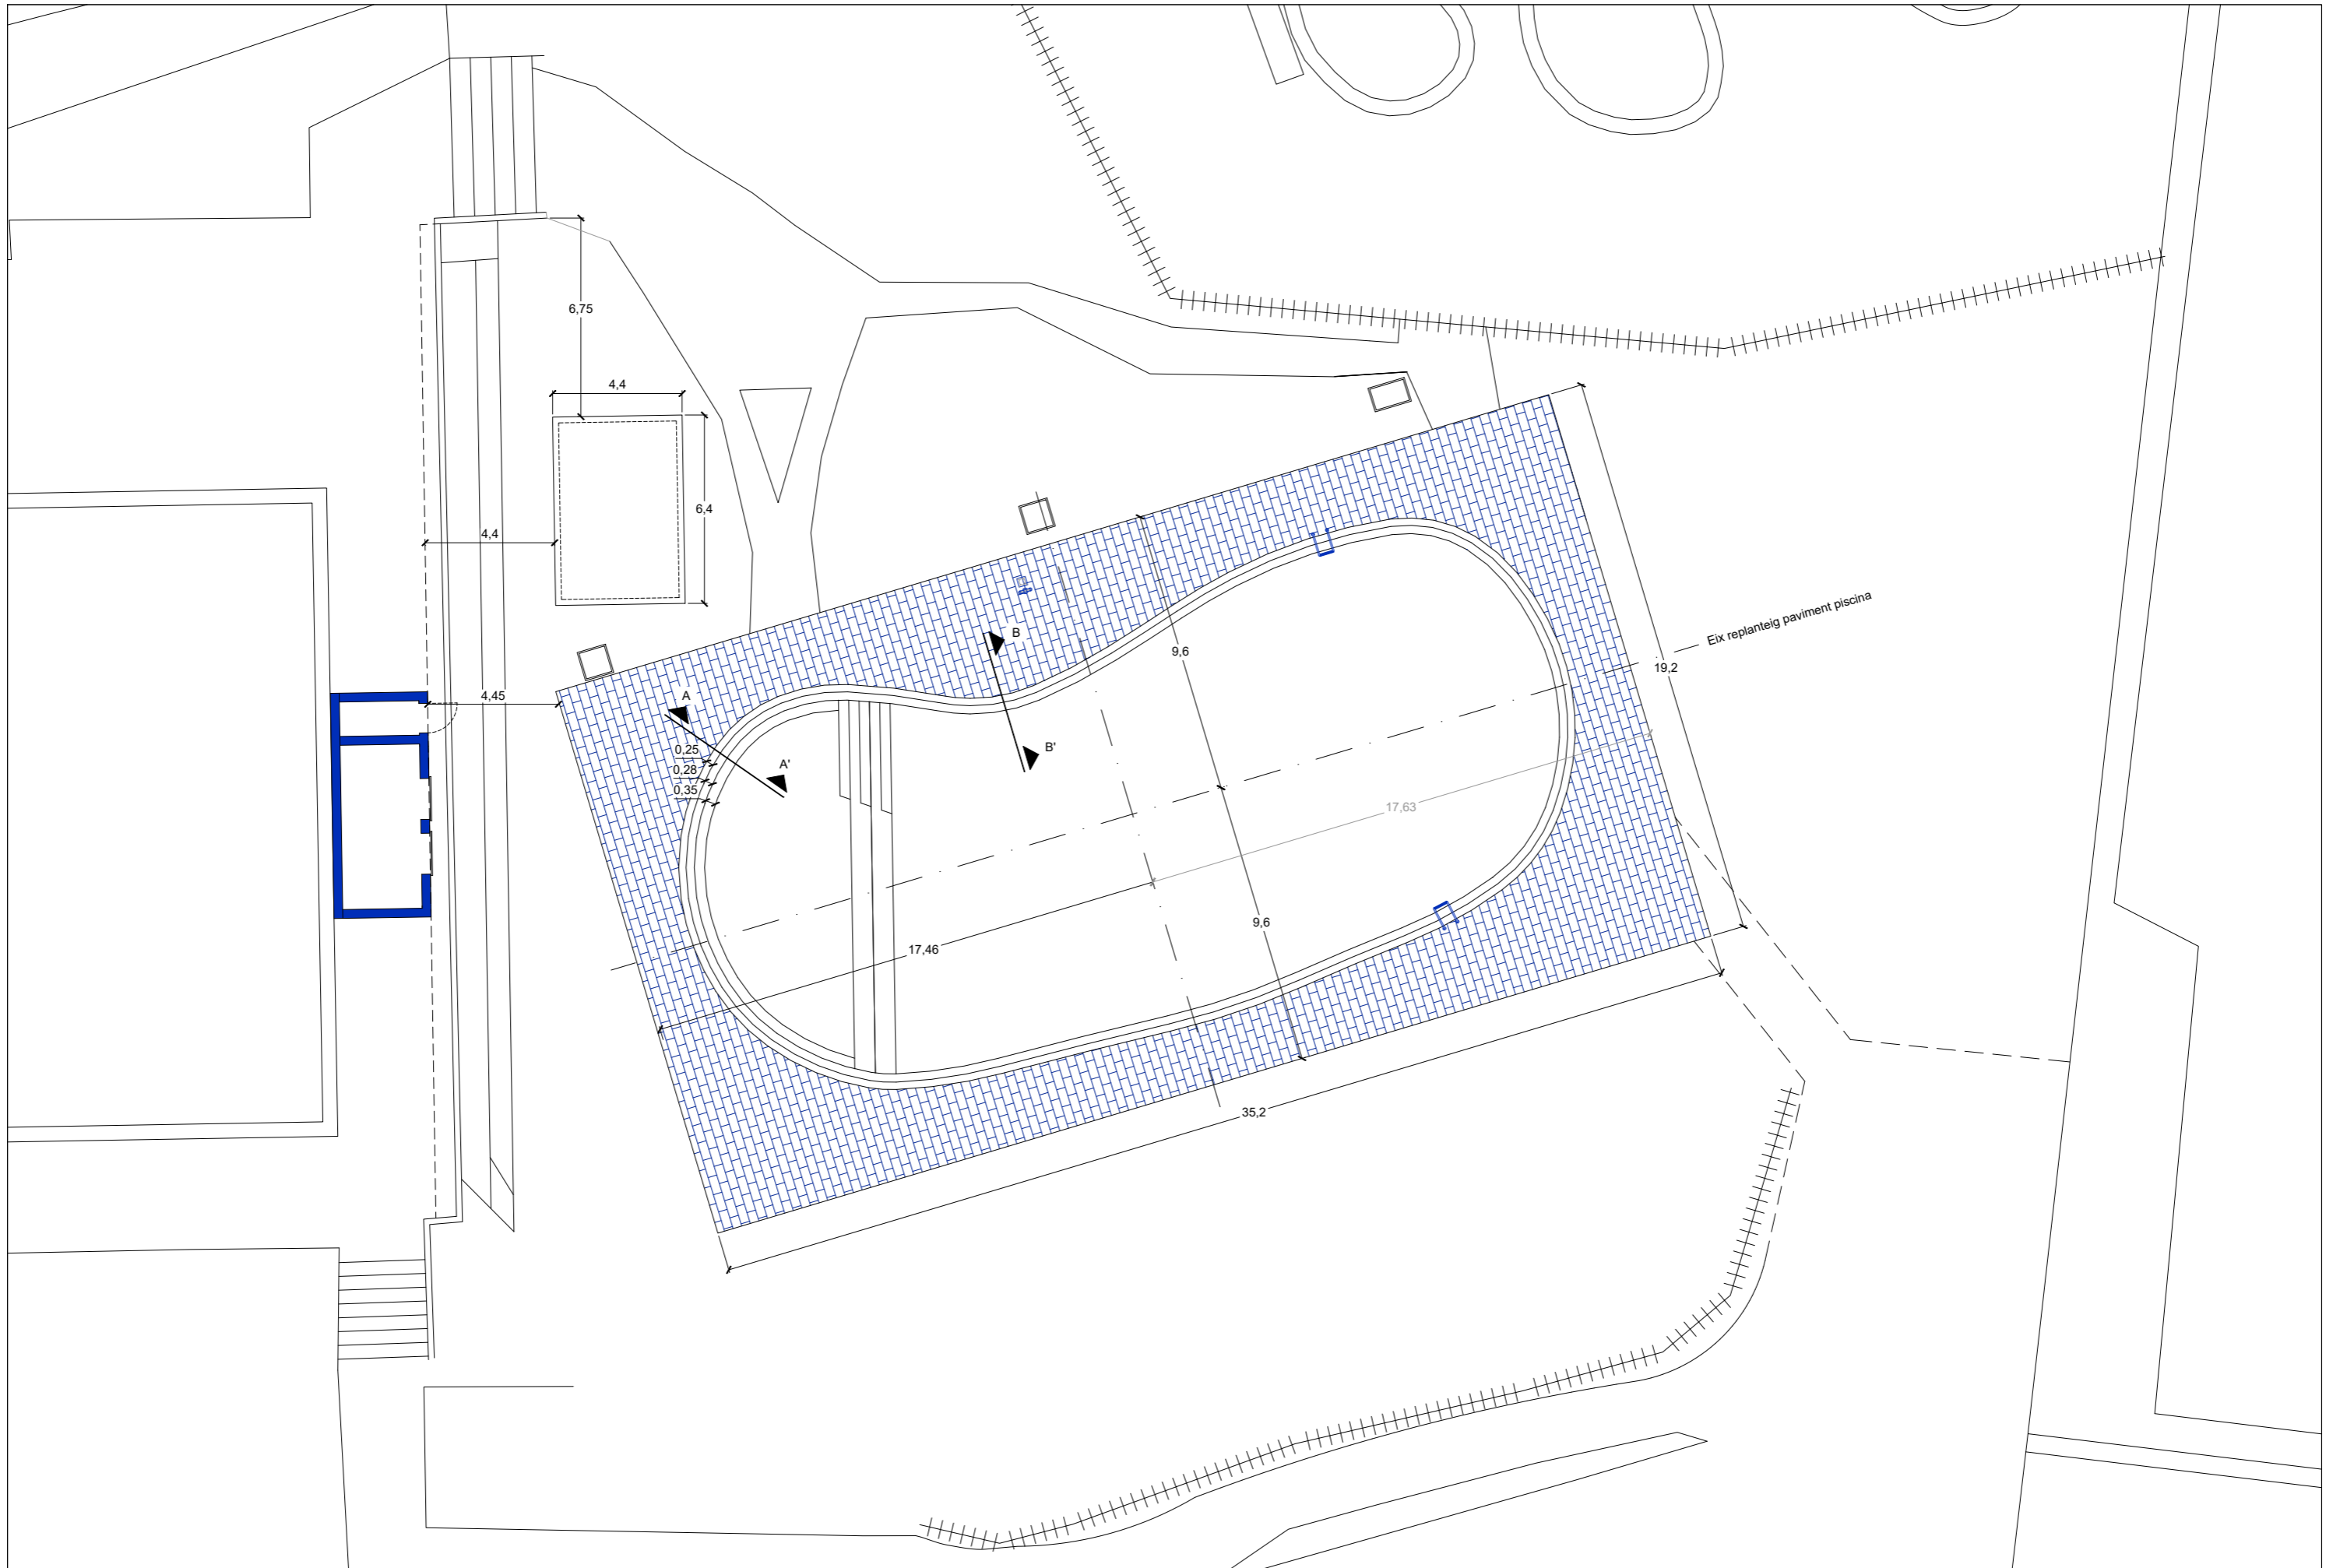 6,75
4,4
6,4
4,4
Eix replanteig paviment piscina
B
9,6
19,2
4,45
A
0,25
B'
A'
0,28
0,35
17,63
9,6
17,46
35,2